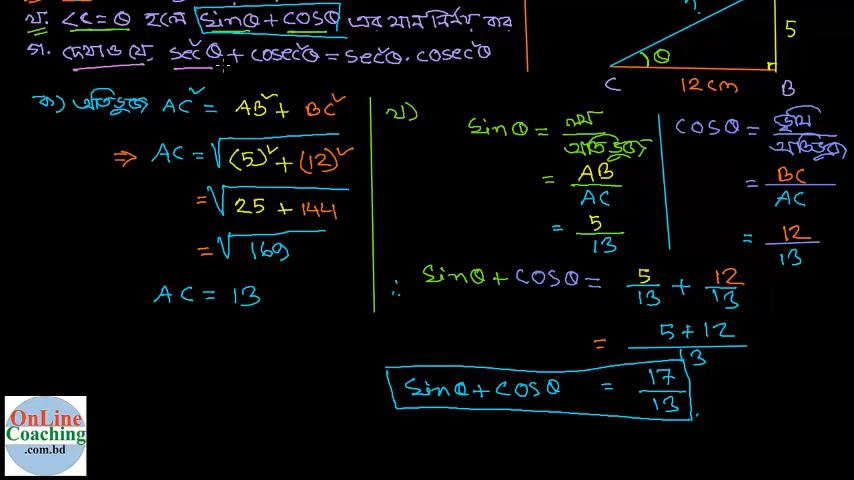 খ. ∠C = θ হলে sinθ + cosθ এর মান নির্ণয় কর
গ. দেখাও যে, sec²θ + cosec²θ = sec²θ. cosec²θ
?
5
θ
C
12cm
B
ক) অতিভুজ AC² = AB² + BC²
⇒ AC = √(5)² + (12)²
= √25 + 144
= √169
AC = 13
খ)
sinθ = লম্ব/অতিভুজ
= AB/AC
= 5/13
cosθ = ভূমি/অতিভুজ
= BC/AC
= 12/13
∴ sinθ + cosθ = 5/13 + 12/13
= 5 + 12/13
sinθ + cosθ = 17/13.
OnLine
Coaching
.com.bd